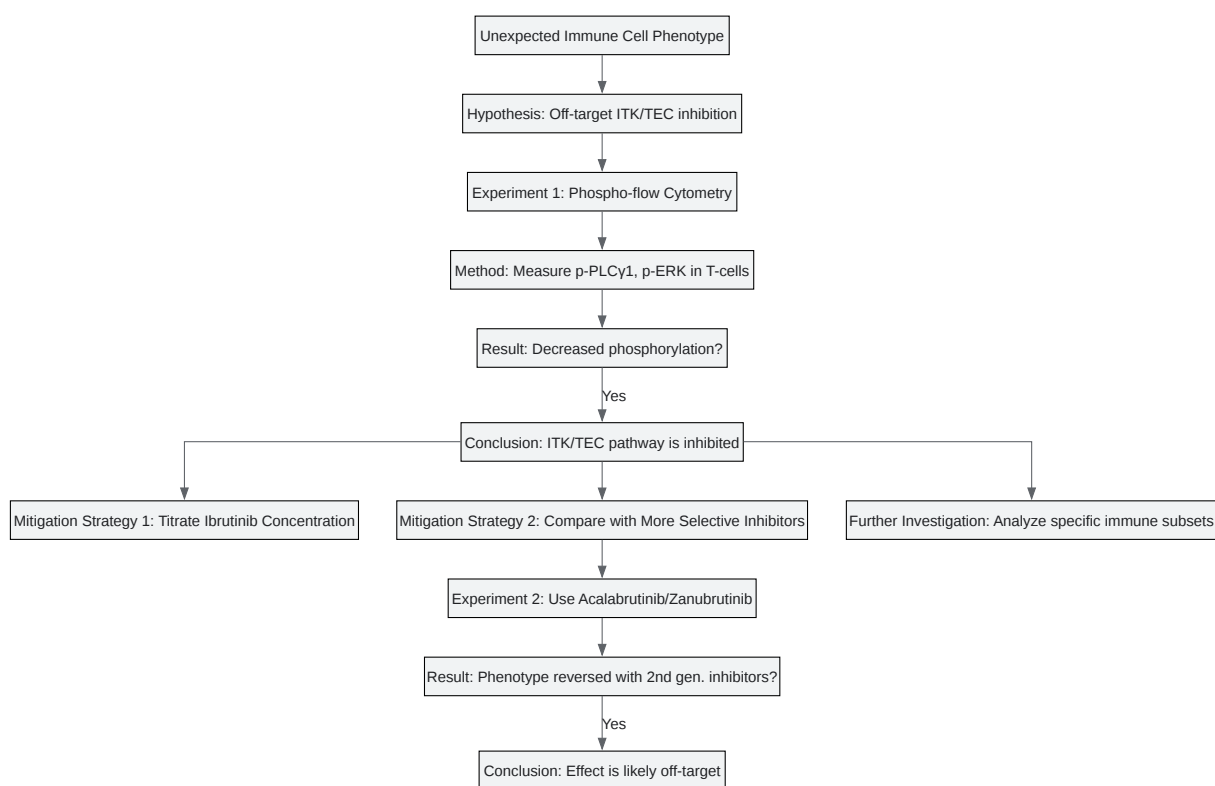 Unexpected Immune Cell Phenotype
Hypothesis: Off-target ITK/TEC inhibition
Experiment 1: Phospho-flow Cytometry
Method: Measure p-PLCγ1, p-ERK in T-cells
Result: Decreased phosphorylation?
Yes
Conclusion: ITK/TEC pathway is inhibited
Mitigation Strategy 1: Titrate Ibrutinib Concentration
Mitigation Strategy 2: Compare with More Selective Inhibitors
Further Investigation: Analyze specific immune subsets
Experiment 2: Use Acalabrutinib/Zanubrutinib
Result: Phenotype reversed with 2nd gen. inhibitors?
Yes
Conclusion: Effect is likely off-target